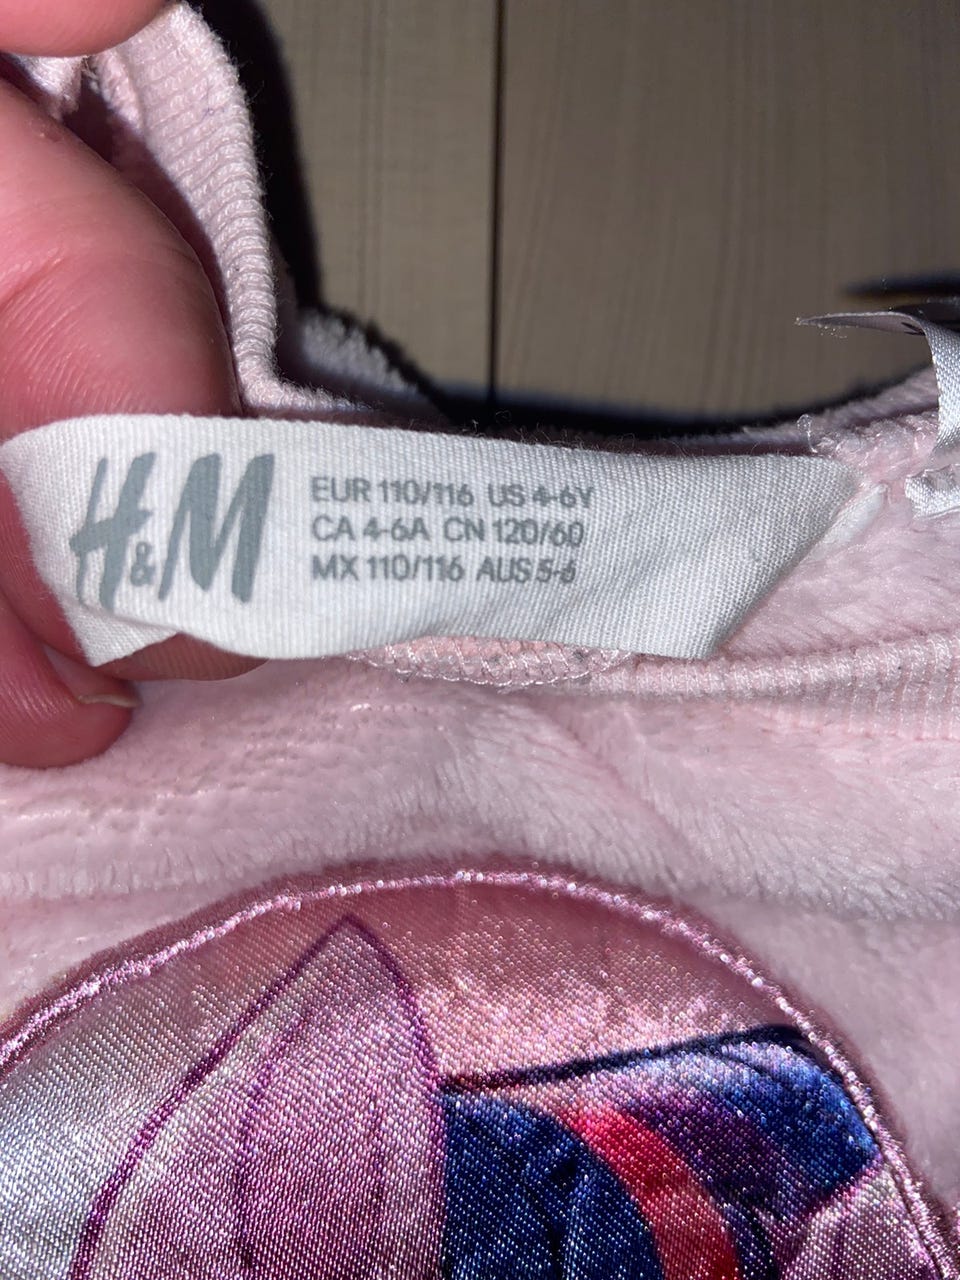 H&M
EUR 110/116 US 4-6Y
CA 4-6A CN 120/60
MX 110/116 AUS 5-6